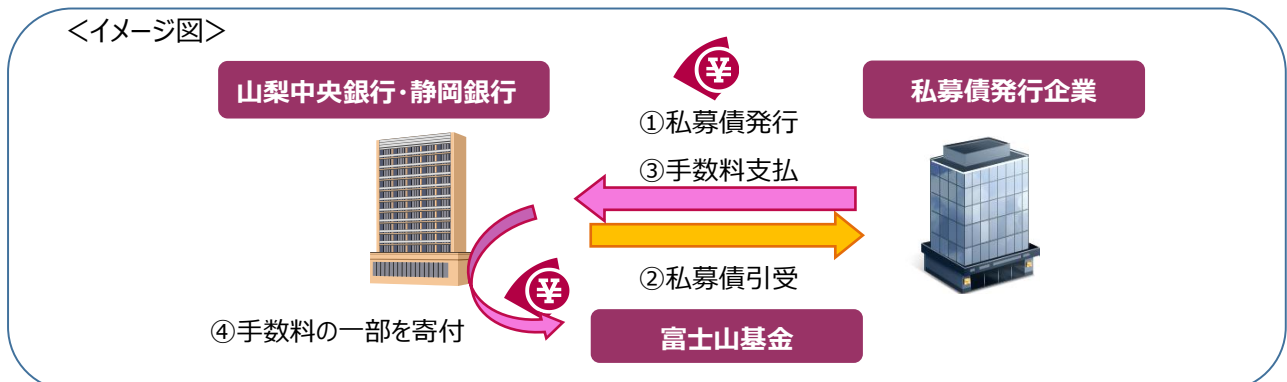 <イメージ図>
山梨中央銀行・静岡銀行
¥
私募債発行企業
①私募債発行
③手数料支払
②私募債引受
¥
④手数料の一部を寄付
富士山基金